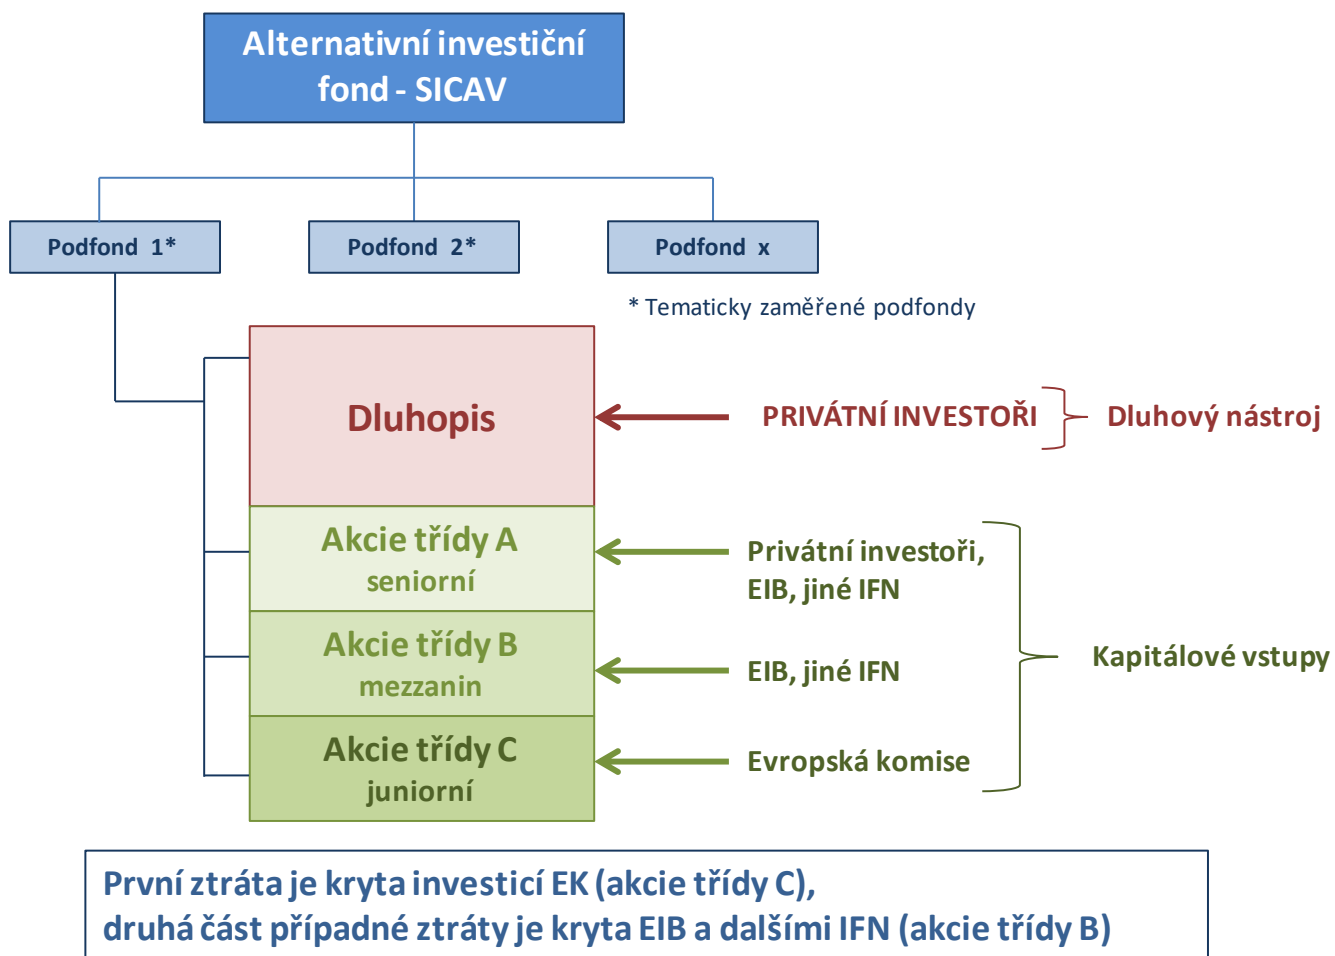 Alternativní investiční
fond - SICAV
Podfond 1*
Podfond 2*
Podfond x
* Tematicky zaměřené podfondy
Dluhopis
PRIVÁTNÍ INVESTOŘI
Dluhový nástroj
Akcie třídy A
seniorní
Privátní investoři,
EIB, jiné IFN
Akcie třídy B
mezzanin
EIB, jiné IFN
Kapitálové vstupy
Akcie třídy C
juniorní
Evropská komise
První ztráta je kryta investicí EK (akcie třídy C),
druhá část případné ztráty je kryta EIB a dalšími IFN (akcie třídy B)